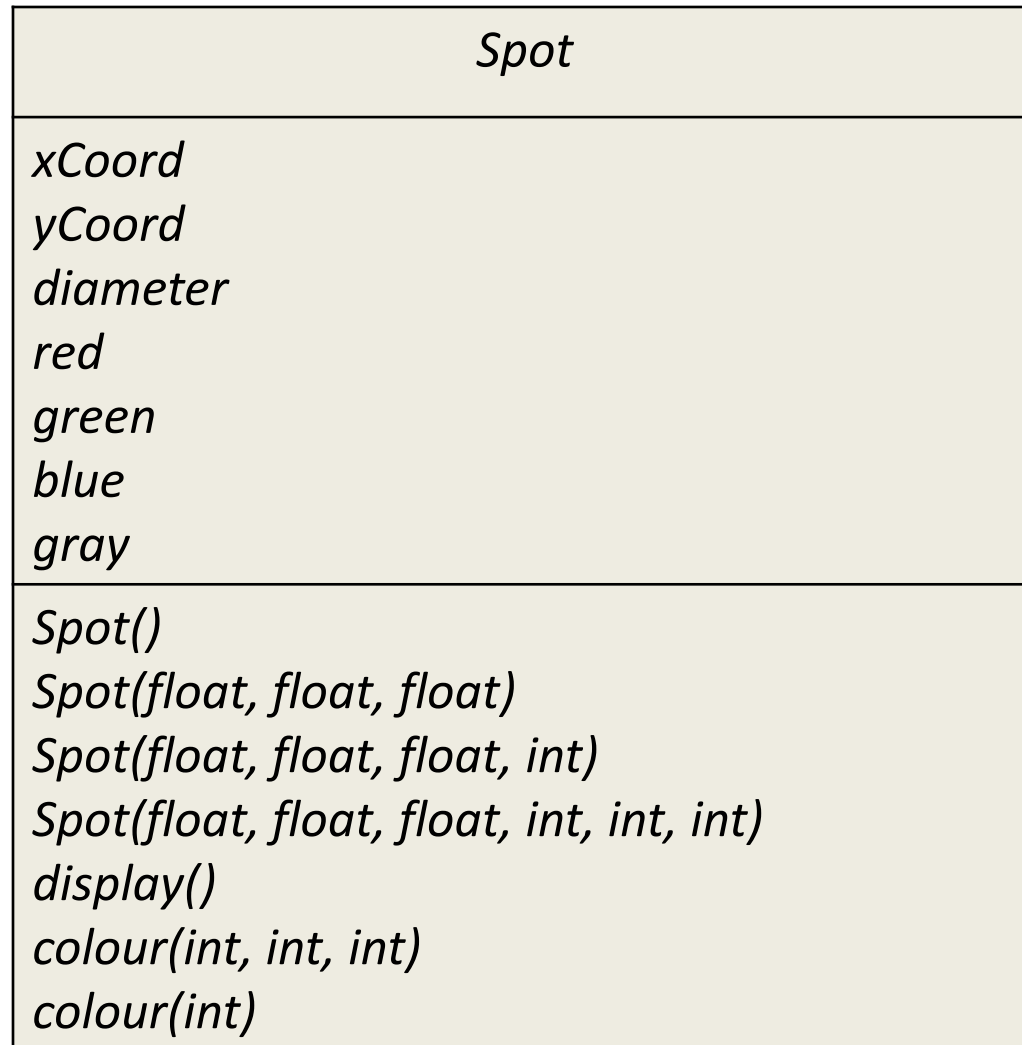 Spot
xCoord
yCoord
diameter
red
green
blue
gray
Spot()
Spot(float, float, float)
Spot(float, float, float, int)
Spot(float, float, float, int, int, int)
display()
colour(int, int, int)
colour(int)